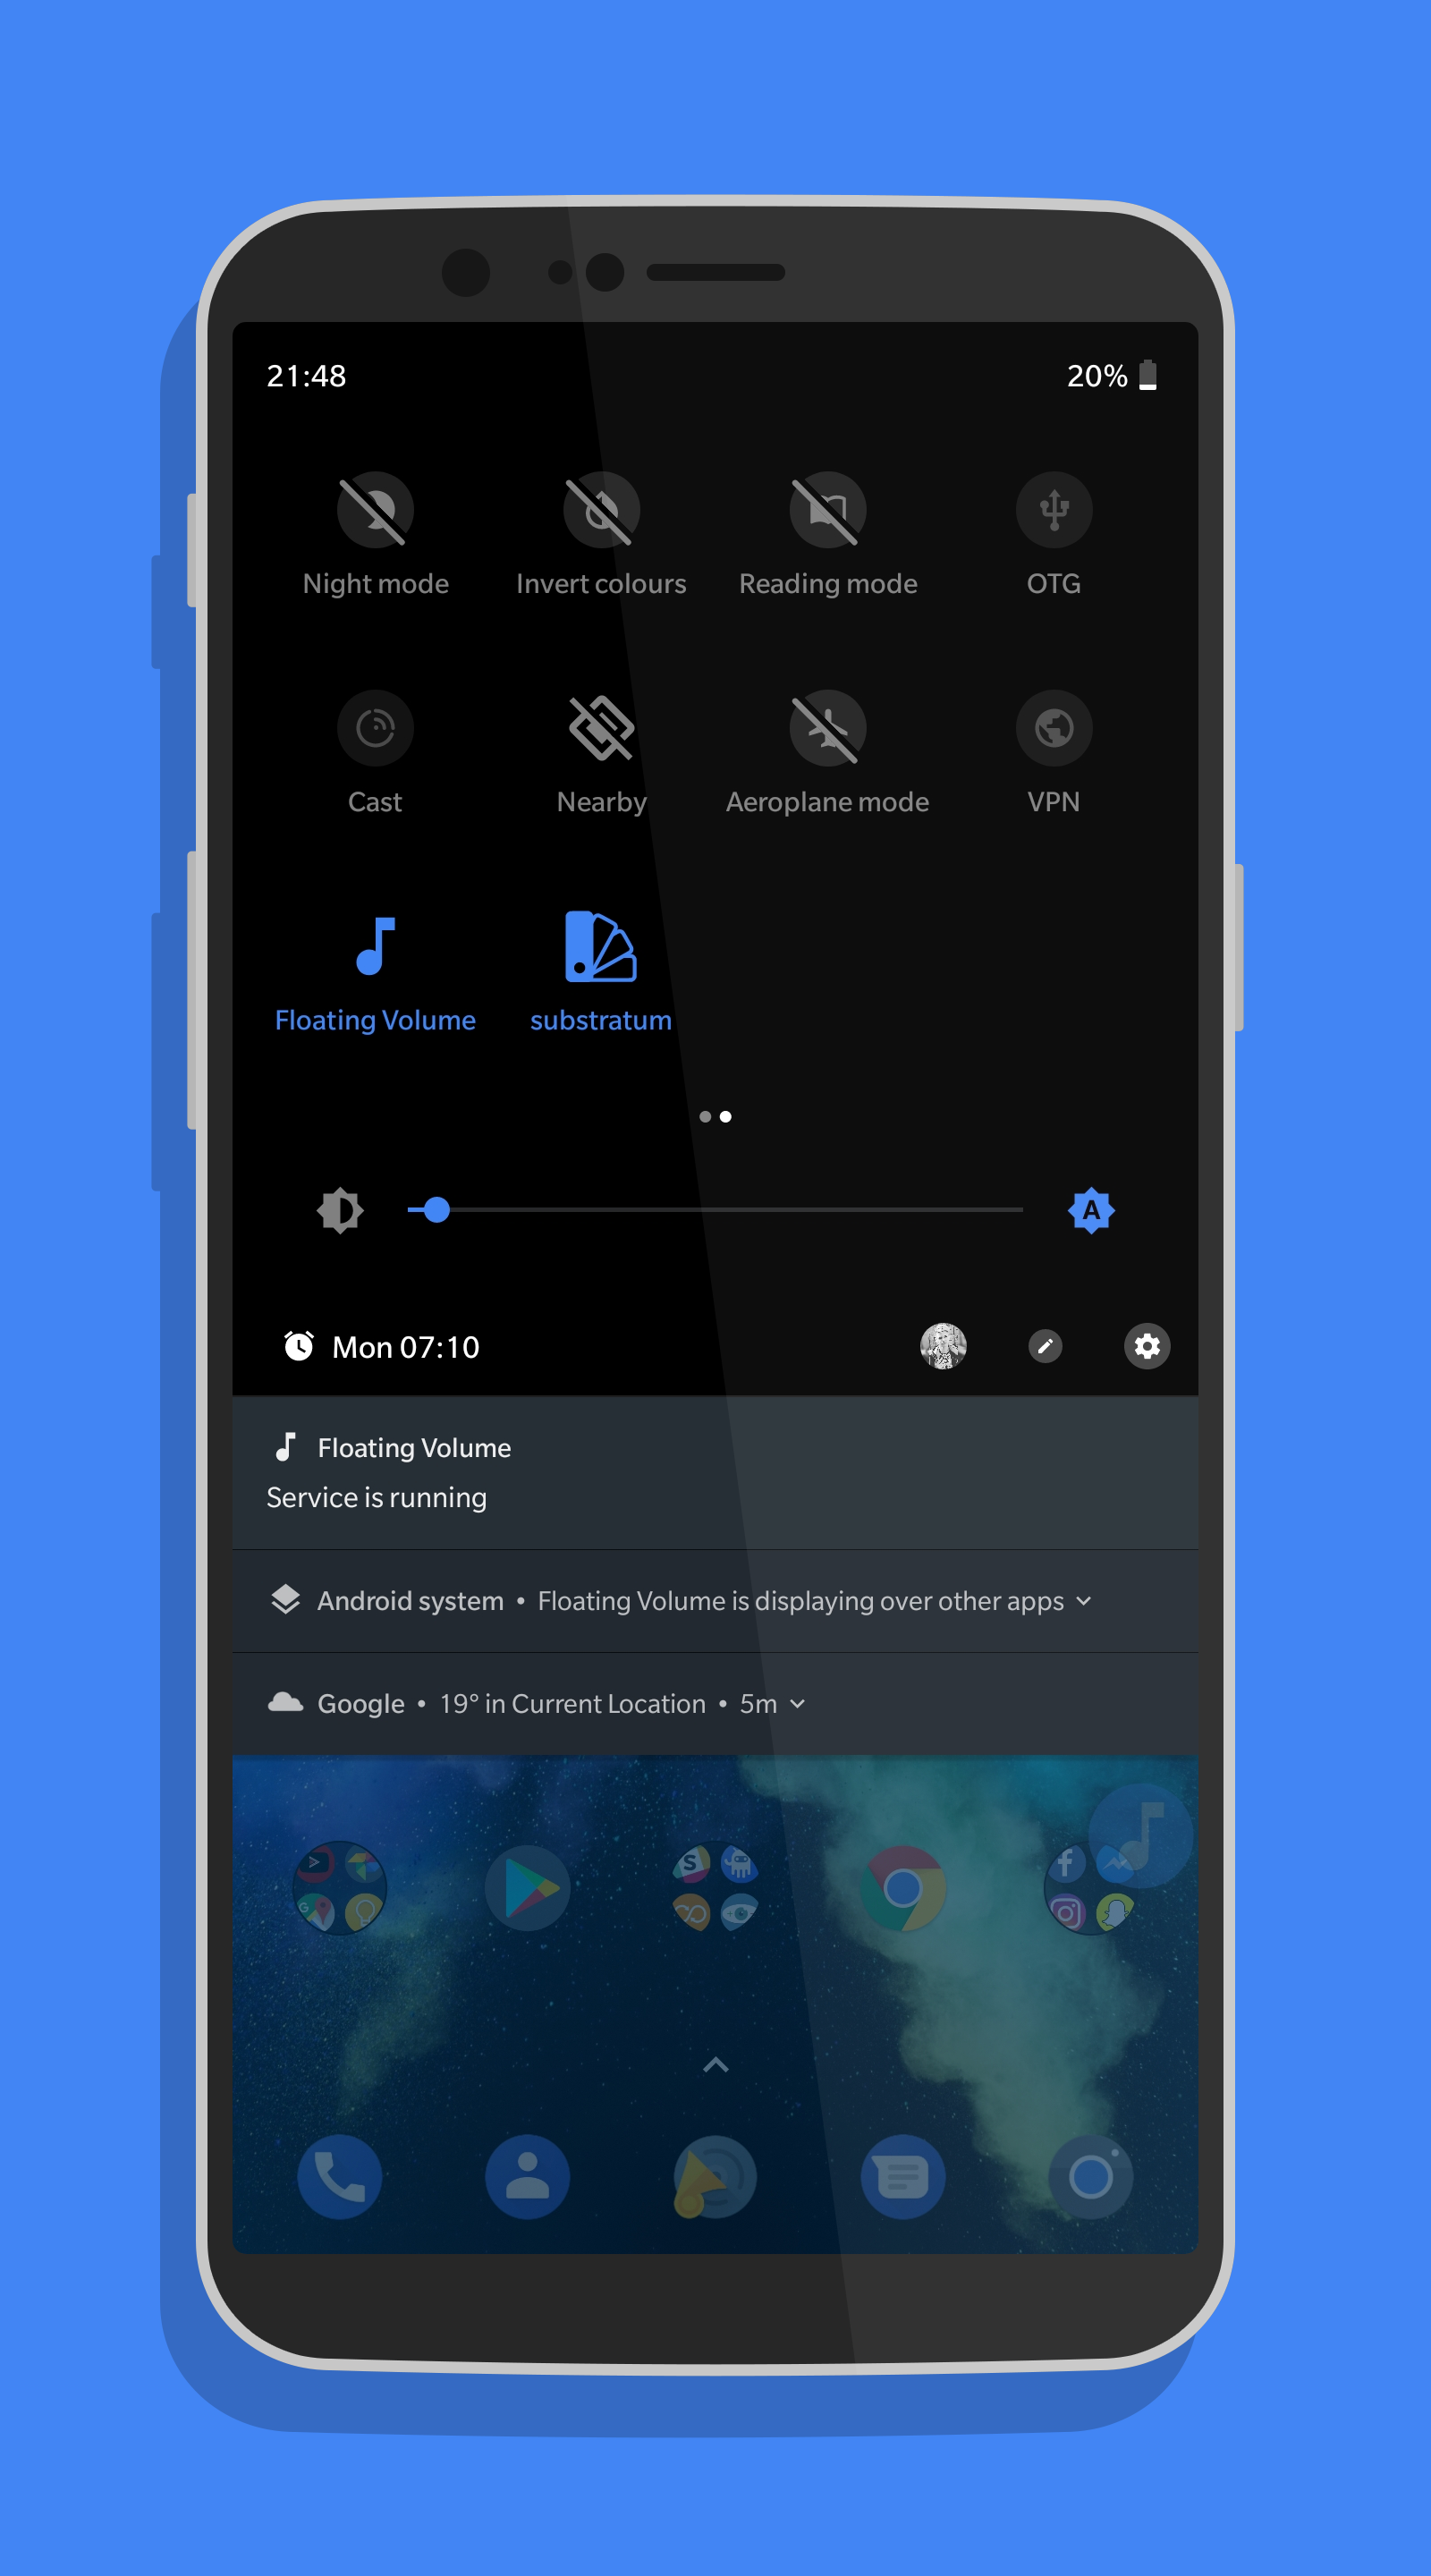 21:48 20%
Night mode Invert colours Reading mode OTG
Cast Nearby Aeroplane mode VPN
Floating Volume substratum
A
Mon 07:10
Floating Volume
Service is running
Android system • Floating Volume is displaying over other apps
Google • 19° in Current Location • 5m